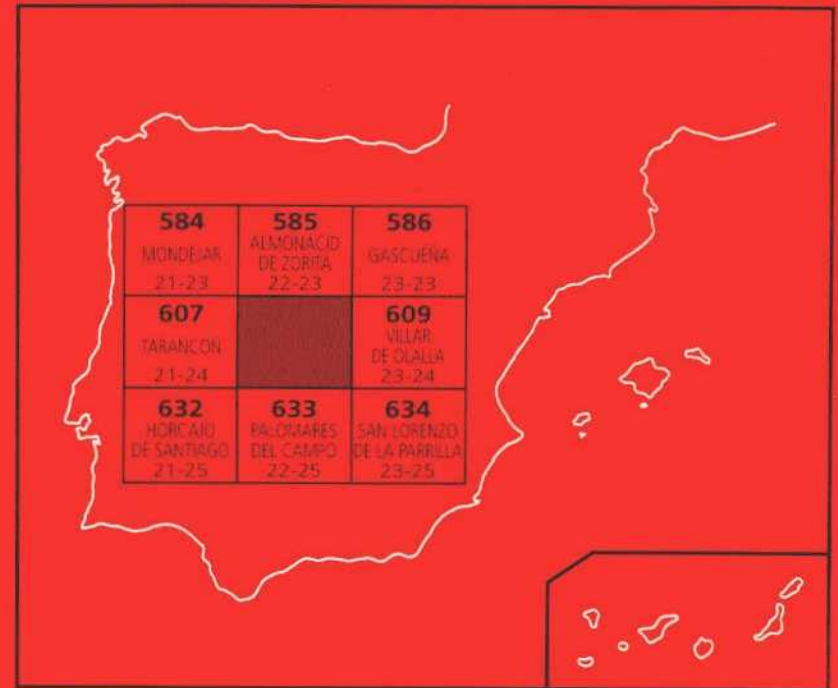 584
MONDEJAR
21-23
585
ALMONACID
DE ZORITA
22-23
586
GASCUEÑA
23-23
607
TARANCON
21-24
609
VILLAR
DE OLALLA
23-24
632
HORCAJO
DE SANTIAGO
21-25
633
PALOMARES
DEL CAMPO
22-25
634
SAN LORENZO
DE LA PARRILLA
23-25